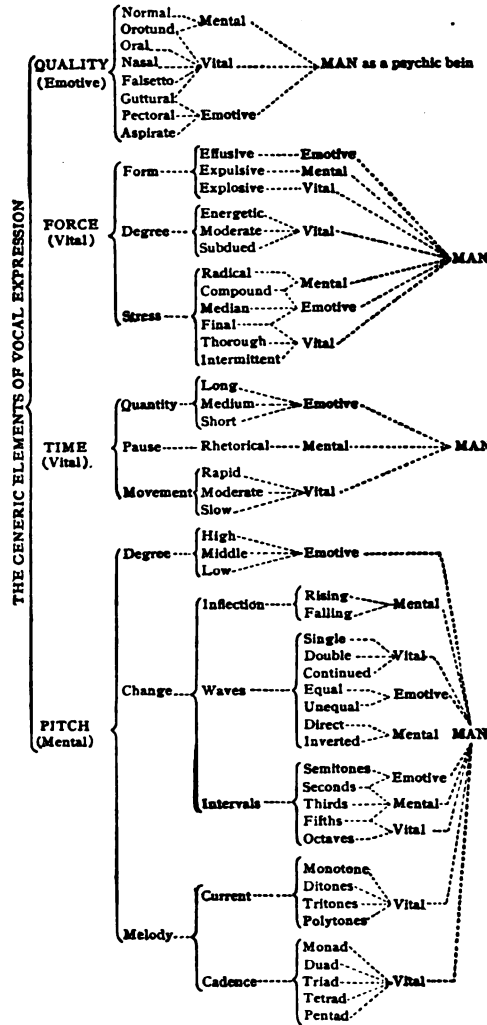 THE GENERIC ELEMENTS OF VOCAL EXPRESSION
QUALITY
(Emotive)
Normal
Orotund
Oral
Nasal
Falsetto
Guttural
Pectoral
Aspirate
Mental
Vital
Emotive
MAN as a psychic bein
FORCE
(Vital)
Form
Effusive Emotive
Expulsive Mental
Explosive Vital
Degree
Energetic
Moderate
Subdued
Vital
Stress
Radical
Compound
Median
Final
Thorough
Intermittent
Mental
Emotive
Vital
MAN
TIME
(Vital).
Quantity
Long
Medium
Short
Emotive
Pause Rhetorical Mental
Movement
Rapid
Moderate
Slow
Vital
MAN
PITCH
(Mental)
Degree
High
Middle
Low
Emotive
Change
Inflection
Rising
Falling
Mental
Waves
Single
Double
Continued
Equal
Unequal
Direct
Inverted
Vital
Emotive
Mental
Intervals
Semitones
Seconds
Thirds
Fifths
Octaves
Emotive
Mental
Vital
MAN
Melody
Current
Monotone
Ditones
Tritones
Polytones
Vital
Cadence
Monad
Duad
Triad
Tetrad
Pentad
Vital